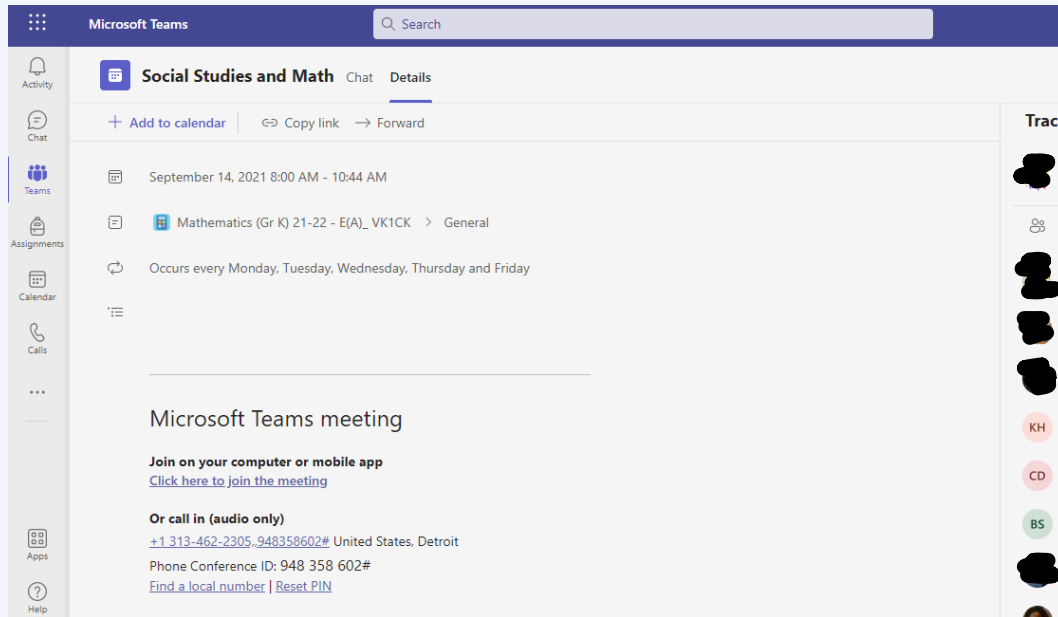 Microsoft Teams
Search
Activity
Chat
Teams
Assignments
Calendar
Calls
Apps
Help
Social Studies and Math Chat Details
Add to calendar Copy link Forward
September 14, 2021 8:00 AM - 10:44 AM
Mathematics (Gr K) 21-22 - E(A)_ VK1CK > General
Occurs every Monday, Tuesday, Wednesday, Thursday and Friday
Microsoft Teams meeting
Join on your computer or mobile app
Click here to join the meeting
Or call in (audio only)
+1 313-462-2305,,948358602# United States, Detroit
Phone Conference ID: 948 358 602#
Find a local number | Reset PIN
Trac
KH
CD
BS